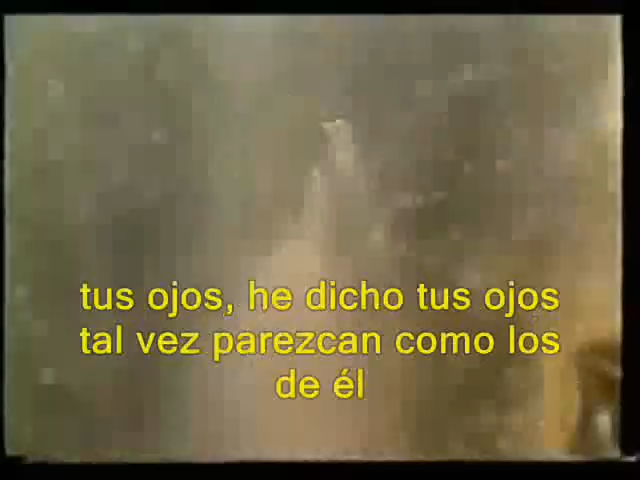 tus ojos, he dicho tus ojos
tal vez parezcan como los
de él